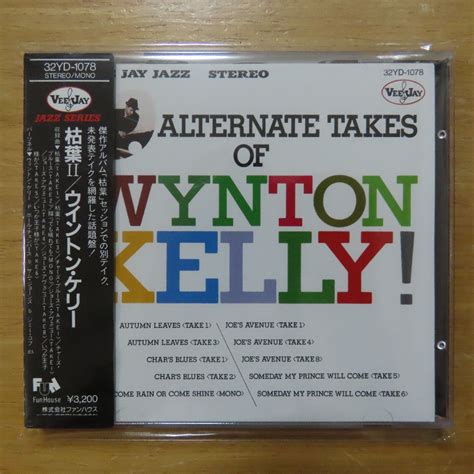 32YD-1078
STEREO/MONO
VEE JAY
JAZZ SERIES
枯葉II/ウイントン・ケリー
傑作アルバム「枯葉」セッションでの別テイク、
未発表テイクを網羅した話題盤!
FUN
FunHouse
¥3,200
株式会社ファンハウス
JAY JAZZ STEREO
32YD-1078
VEE JAY
ALTERNATE TAKES
OF
WYNTON
KELLY!
AUTUMN LEAVES (TAKE 1)
AUTUMN LEAVES (TAKE 3)
CHAR'S BLUES (TAKE 1)
CHAR'S BLUES (TAKE 2)
COME RAIN OR COME SHINE (MONO)
JOE'S AVENUE (TAKE 1)
JOE'S AVENUE (TAKE 4)
JOE'S AVENUE (TAKE 8)
SOMEDAY MY PRINCE WILL COME (TAKE 5)
SOMEDAY MY PRINCE WILL COME (TAKE 6)